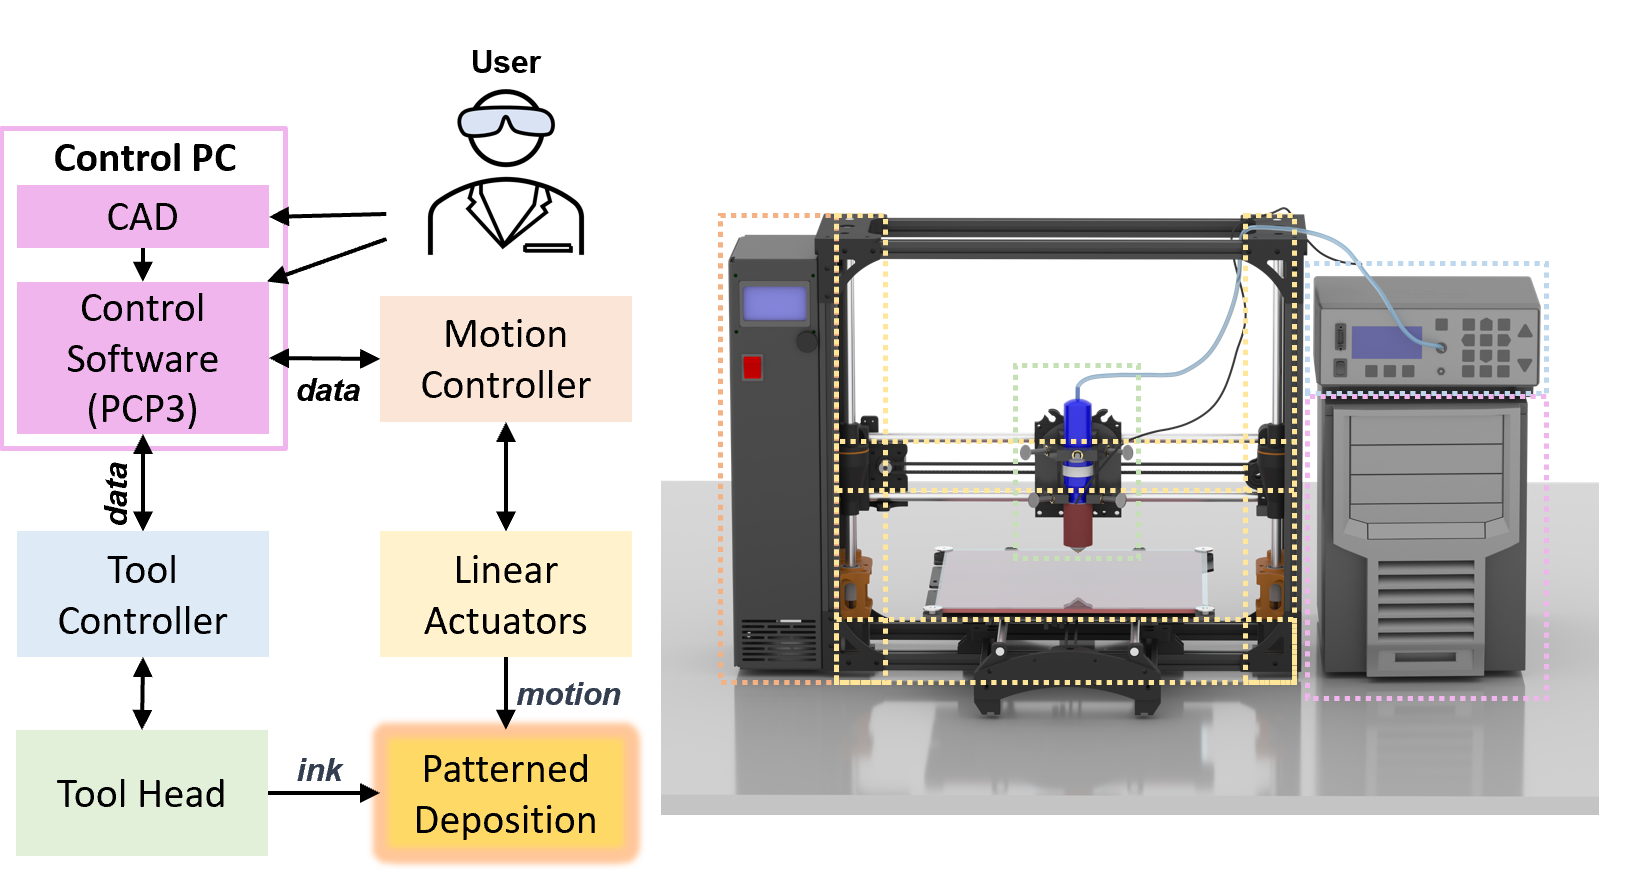 User
Control PC
CAD
Control
Software
(PCP3)
data
Motion
Controller
data
Tool
Controller
Linear
Actuators
motion
Tool Head
ink
Patterned
Deposition